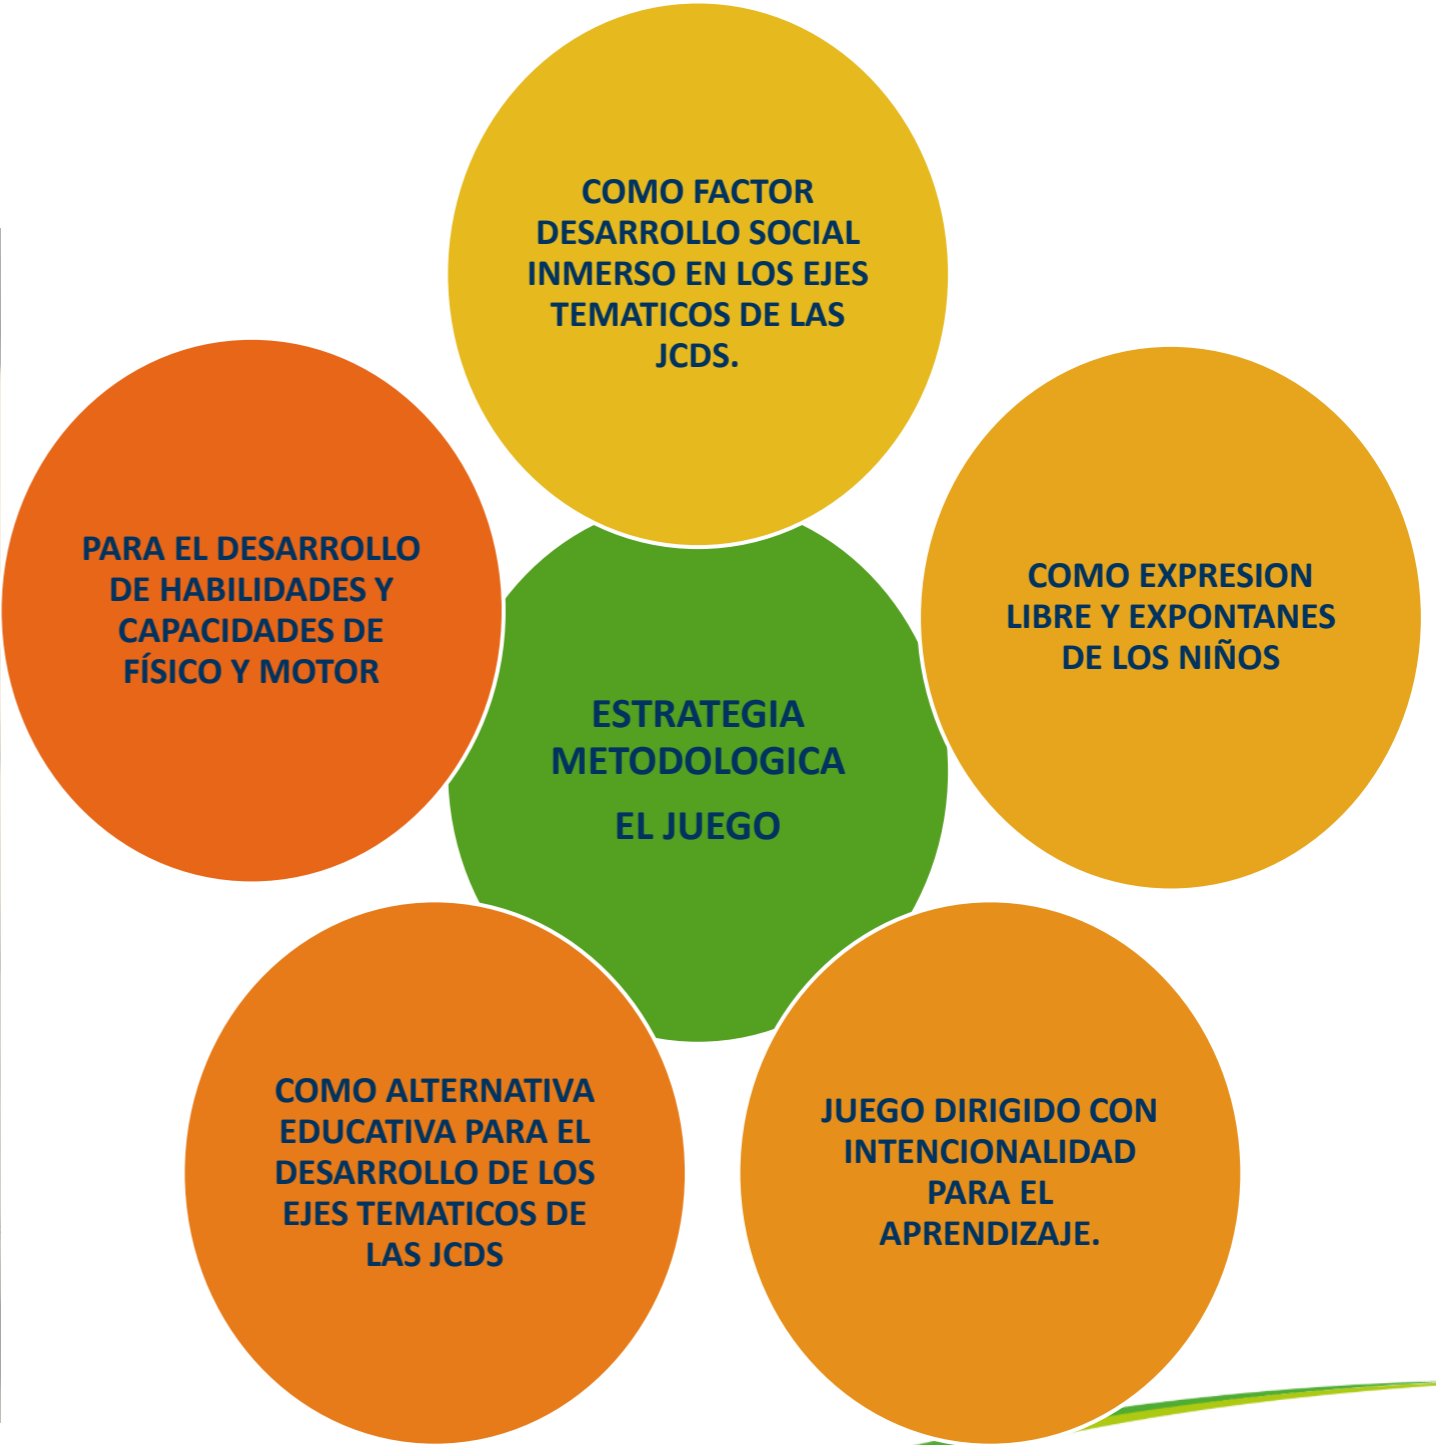 COMO FACTOR
DESARROLLO SOCIAL
INMERSO EN LOS EJES
TEMATICOS DE LAS
JCDS.
COMO EXPRESION
LIBRE Y EXPONTANES
DE LOS NIÑOS
JUEGO DIRIGIDO CON
INTENCIONALIDAD
PARA EL
APRENDIZAJE.
COMO ALTERNATIVA
EDUCATIVA PARA EL
DESARROLLO DE LOS
EJES TEMATICOS DE
LAS JCDS
PARA EL DESARROLLO
DE HABILIDADES Y
CAPACIDADES DE
FÍSICO Y MOTOR
ESTRATEGIA
METODOLOGICA
EL JUEGO